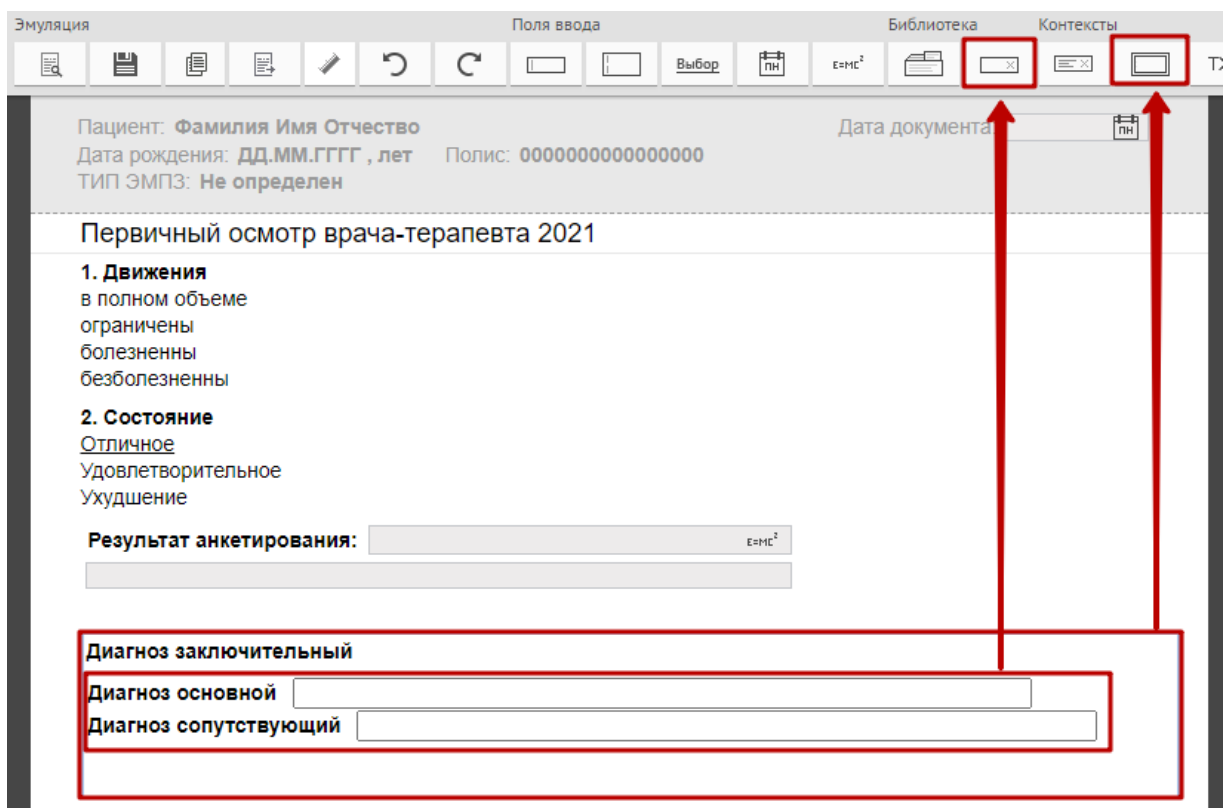 Эмуляция Поля ввода Библиотека Контексты
Выбор ПН E=MC² TX
Пациент: Фамилия Имя Отчество Дата документа: ПН
Дата рождения: ДД.ММ.ГГГГ , лет Полис: 0000000000000000
ТИП ЭМПЗ: Не определен
Первичный осмотр врача-терапевта 2021
1. Движения
в полном объеме
ограничены
болезненны
безболезненны
2. Состояние
Отличное
Удовлетворительное
Ухудшение
Результат анкетирования: E=MC²
Диагноз заключительный
Диагноз основной
Диагноз сопутствующий